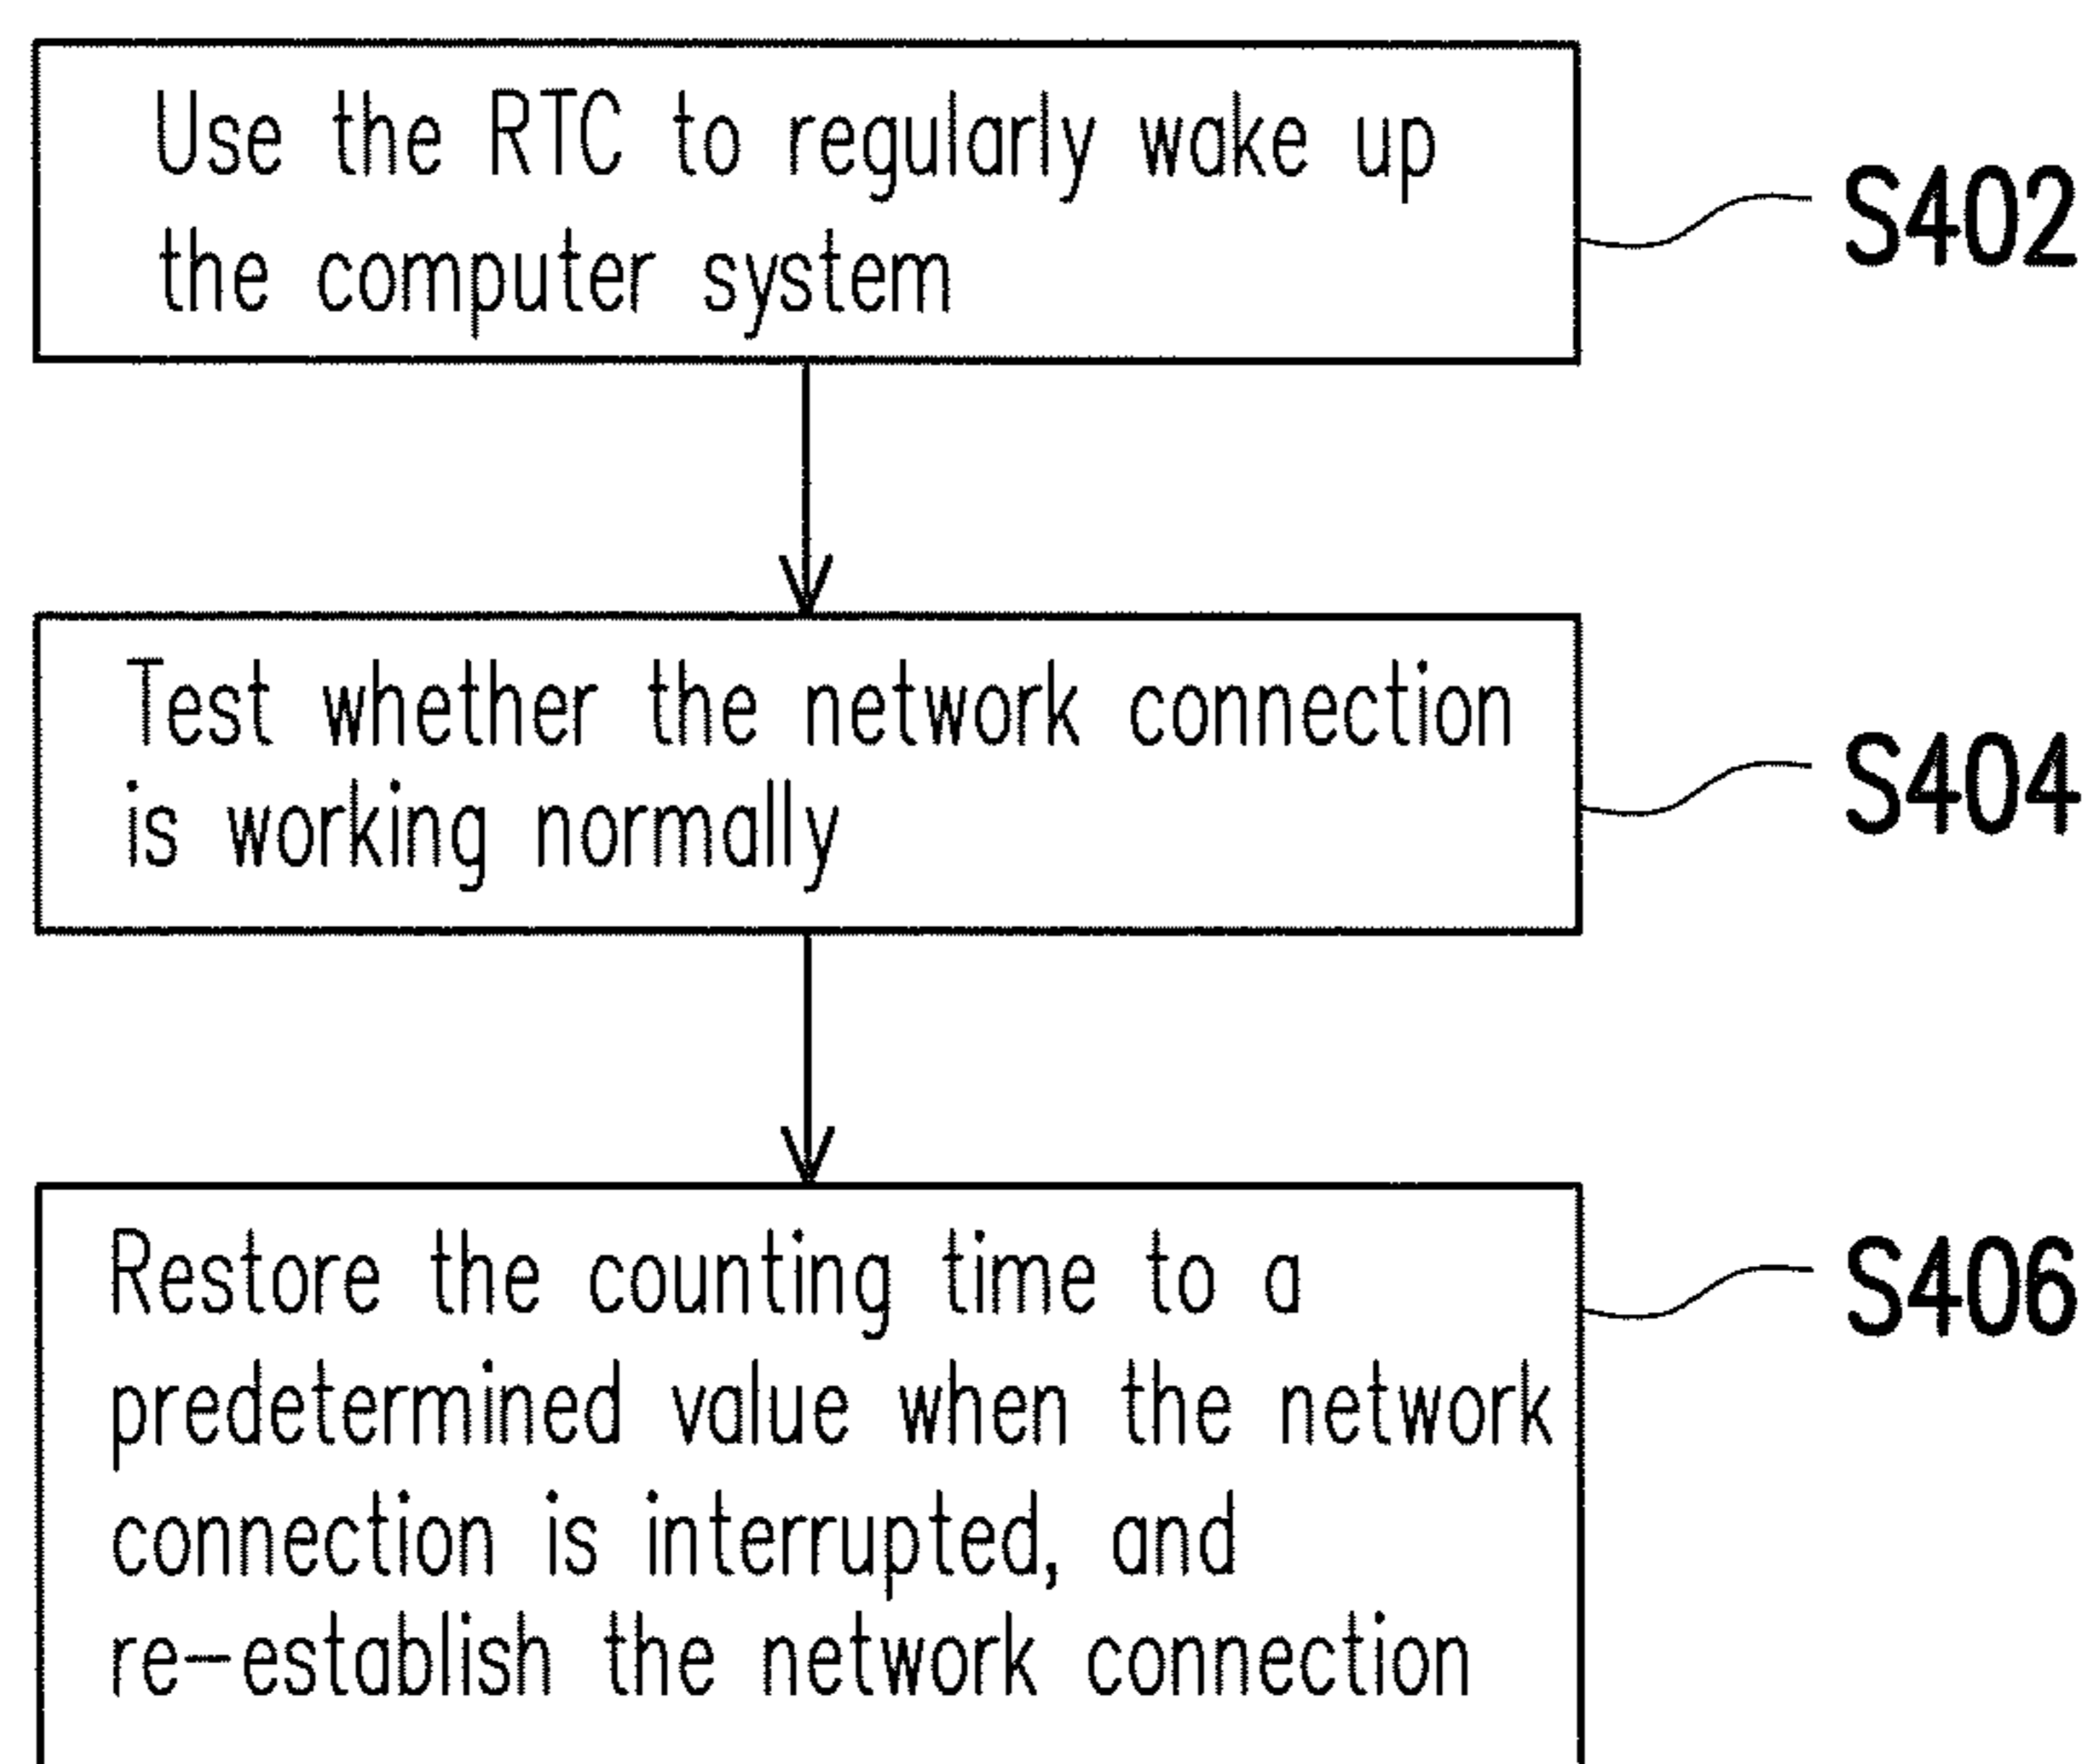 Use the RTC to regularly wake up
the computer system
S402
Test whether the network connection
is working normally
S404
Restore the counting time to a
predetermined value when the network
connection is interrupted, and
re-establish the network connection
S406